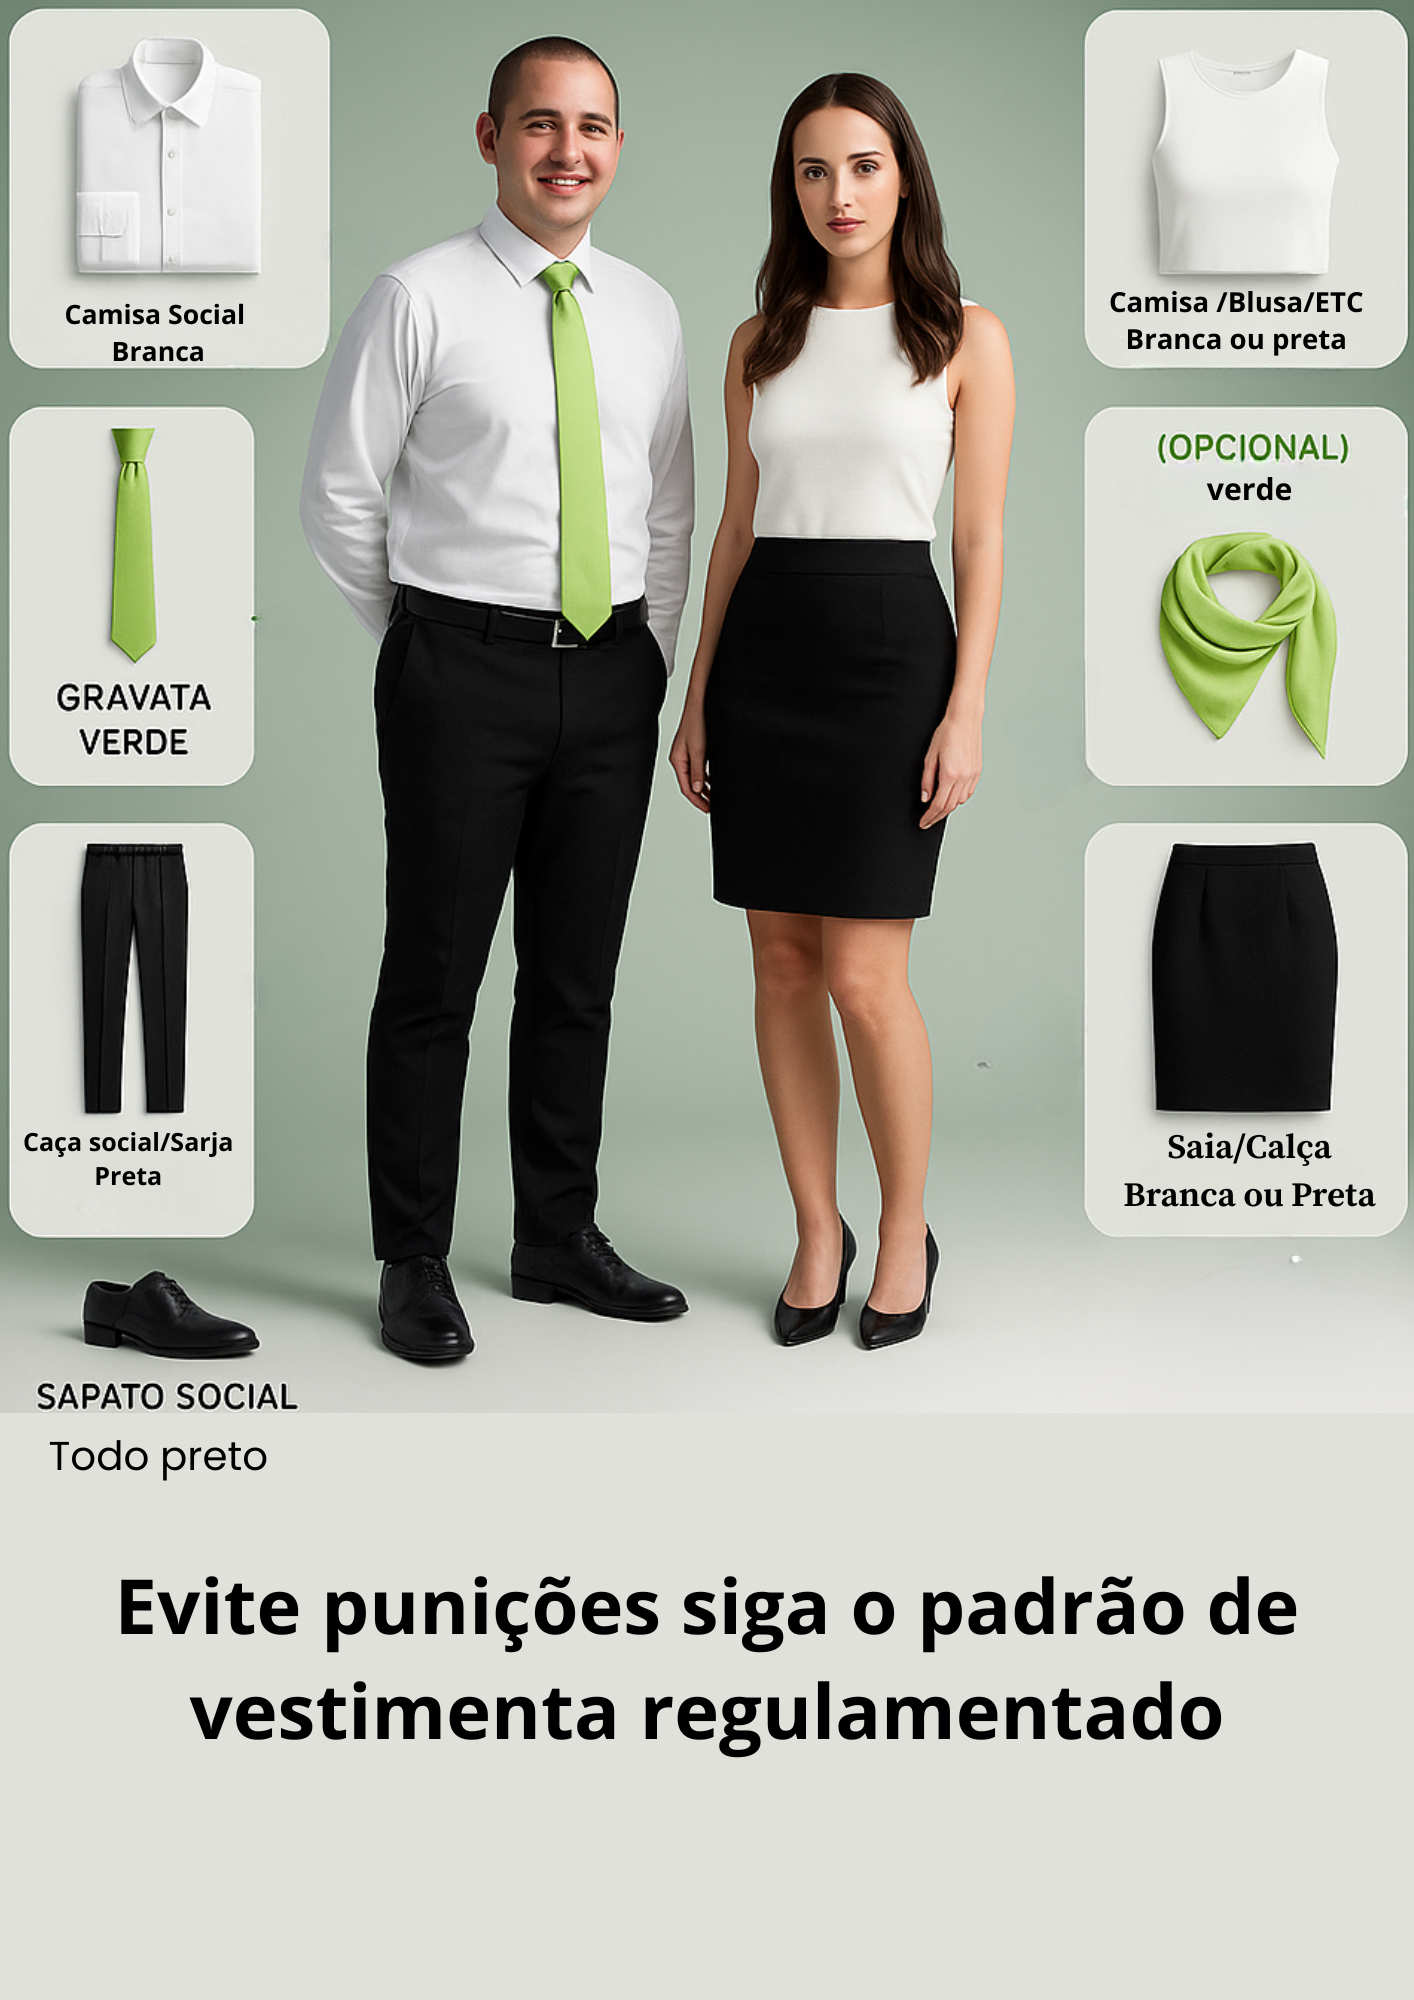 Camisa Social
Branca
Camisa /Blusa/ETC
Branca ou preta
GRAVATA
VERDE
(OPCIONAL)
verde
Caça social/Sarja
Preta
Saia/Calça
Branca ou Preta
SAPATO SOCIAL
Todo preto
Evite punições siga o padrão de
vestimenta regulamentado